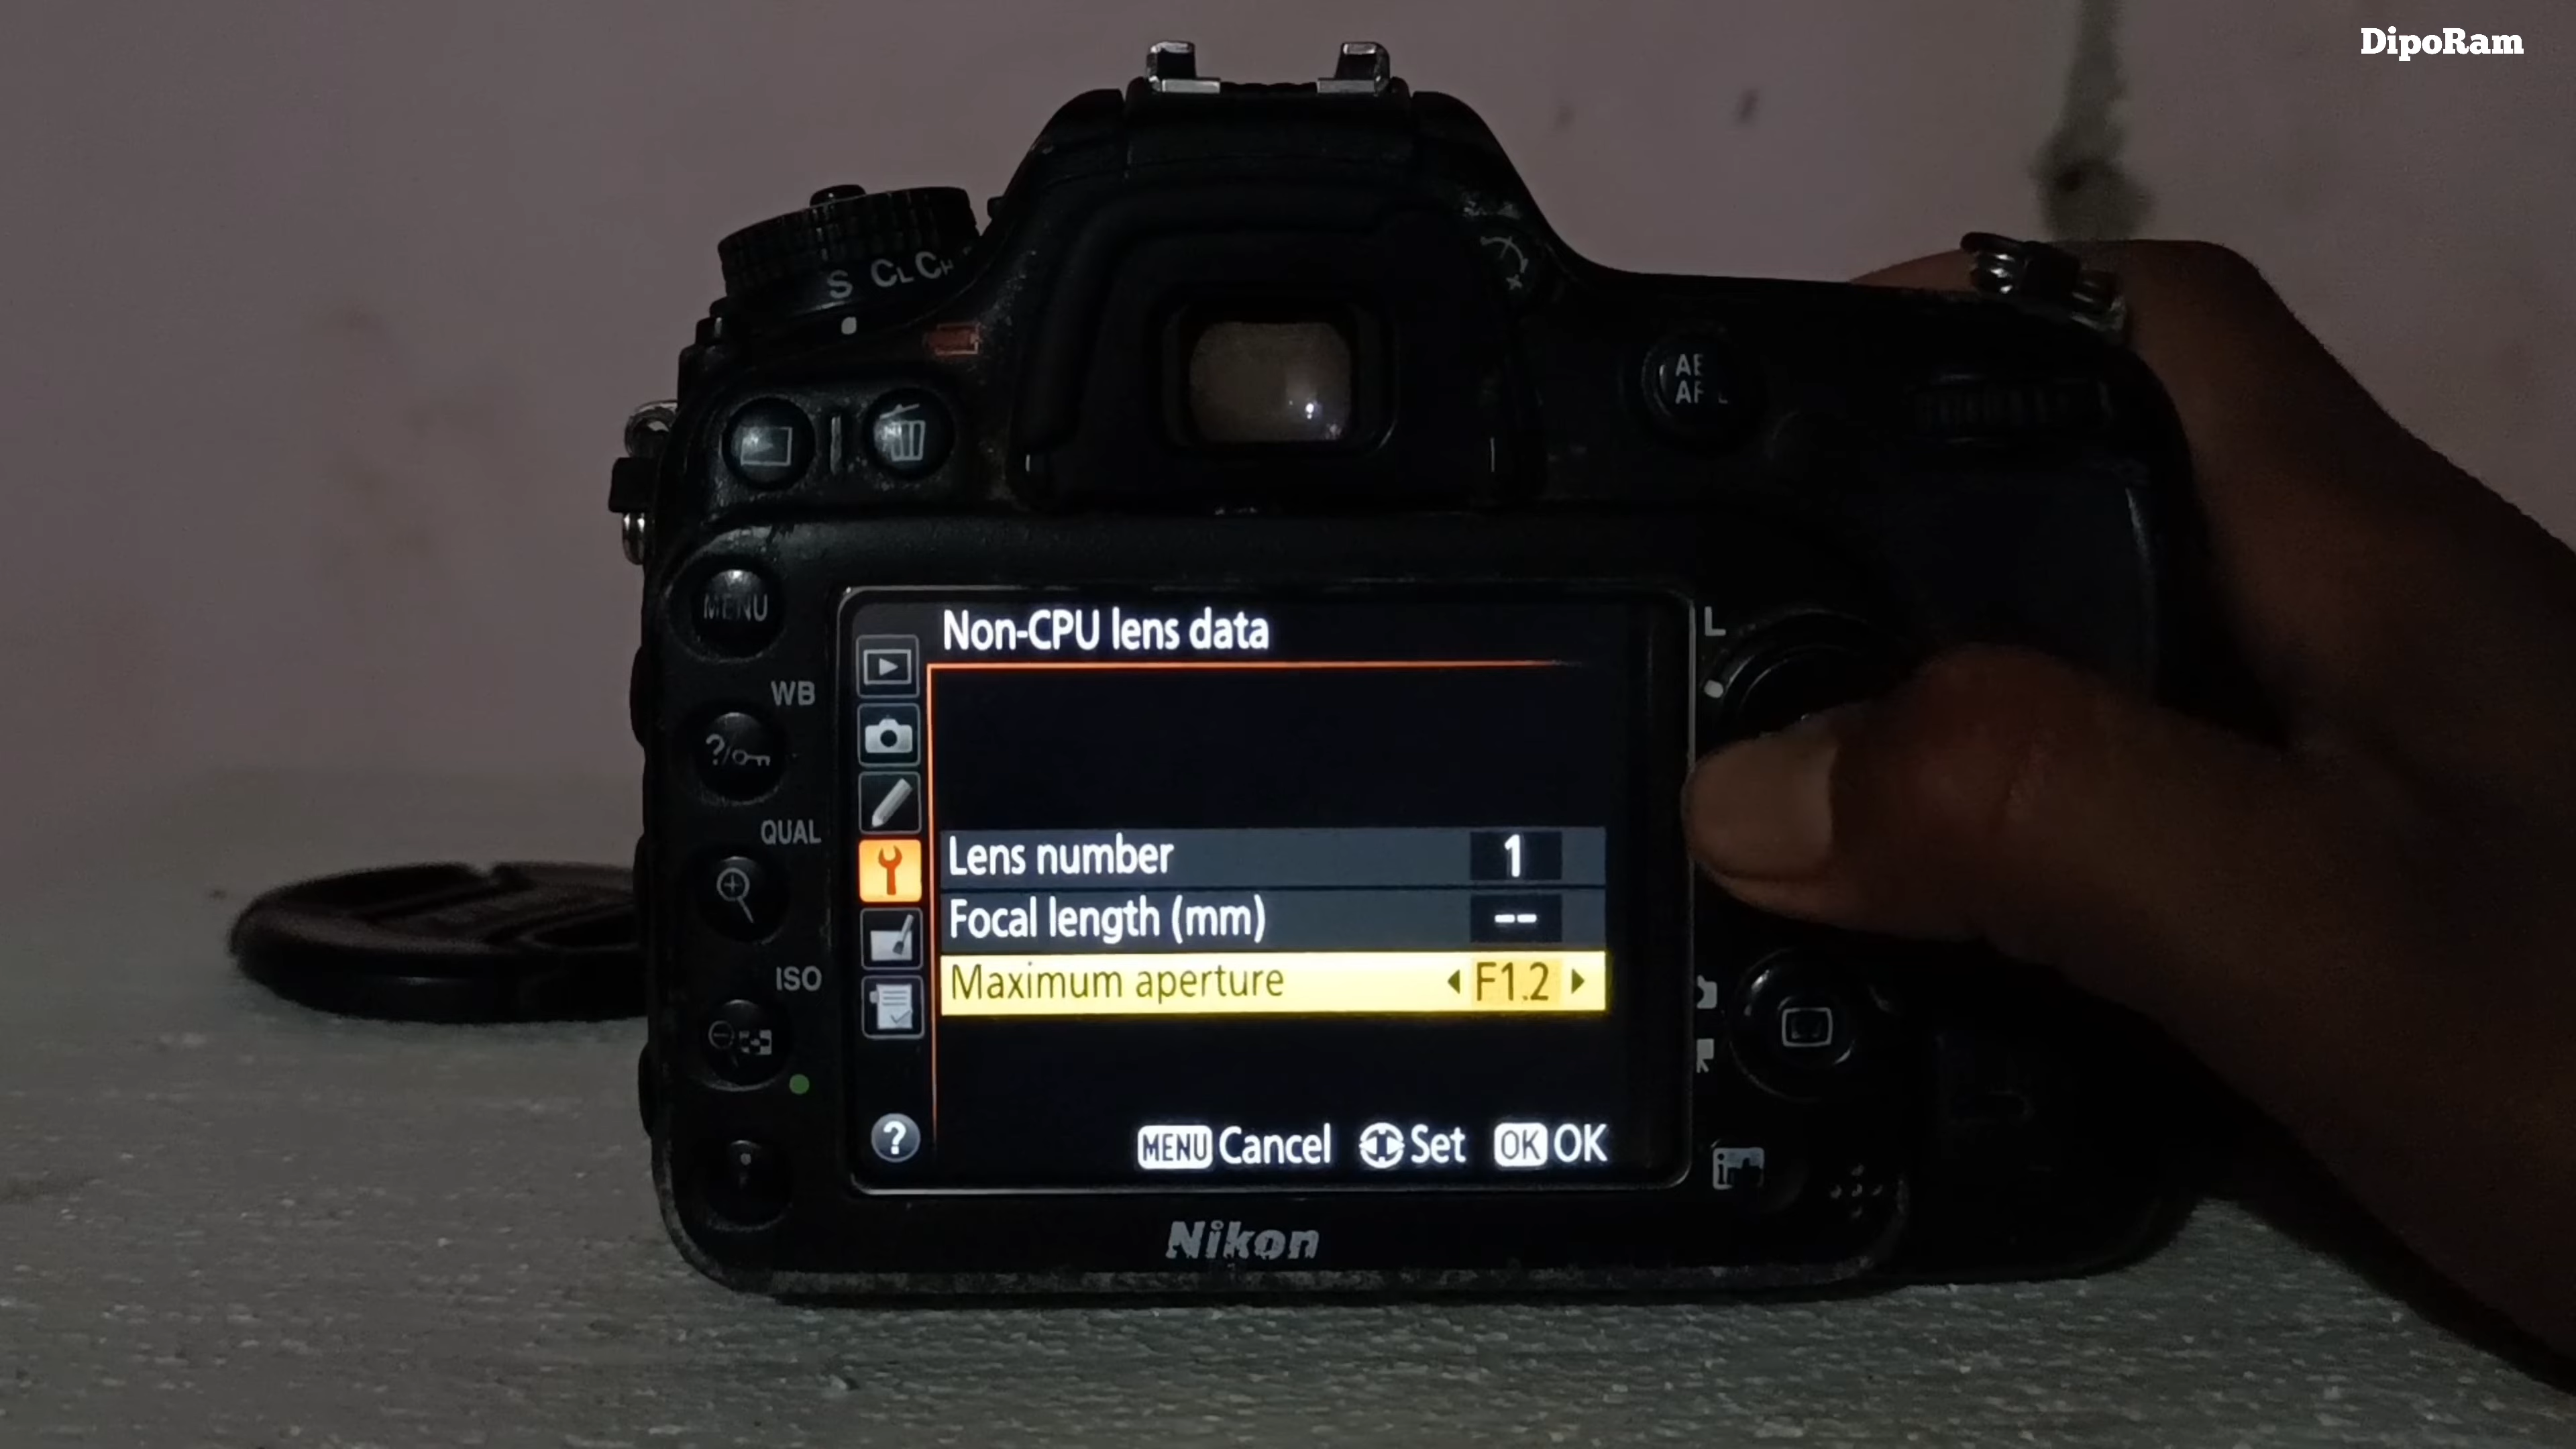 DipoRam
S CL CH
MENU
WB
?
QUAL
ISO
Non-CPU lens data
Lens number 1
Focal length (mm) --
Maximum aperture F1.2
?
MENU Cancel Set OK OK
L
Nikon